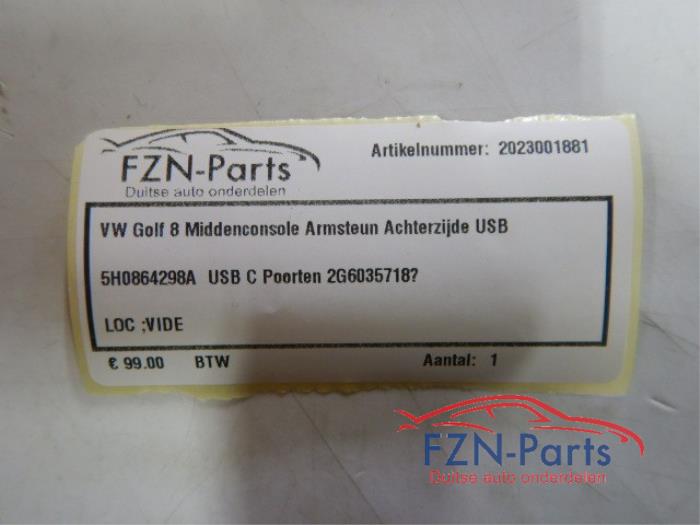 FZN-Parts
Duitse auto onderdelen
Artikelnummer: 2023001881
VW Golf 8 Middenconsole Armsteun Achterzijde USB
5H0864298A USB C Poorten 2G6035718?
LOC ;VIDE
€ 99.00 BTW Aantal: 1
FZN-Parts
Duitse auto onderdelen